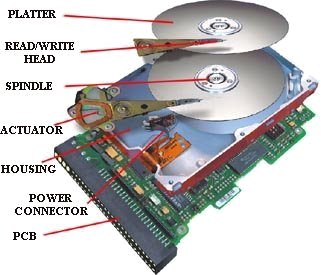 PLATTER
READ/WRITE
HEAD
SPINDLE
ACTUATOR
HOUSING
POWER
CONNECTOR
PCB